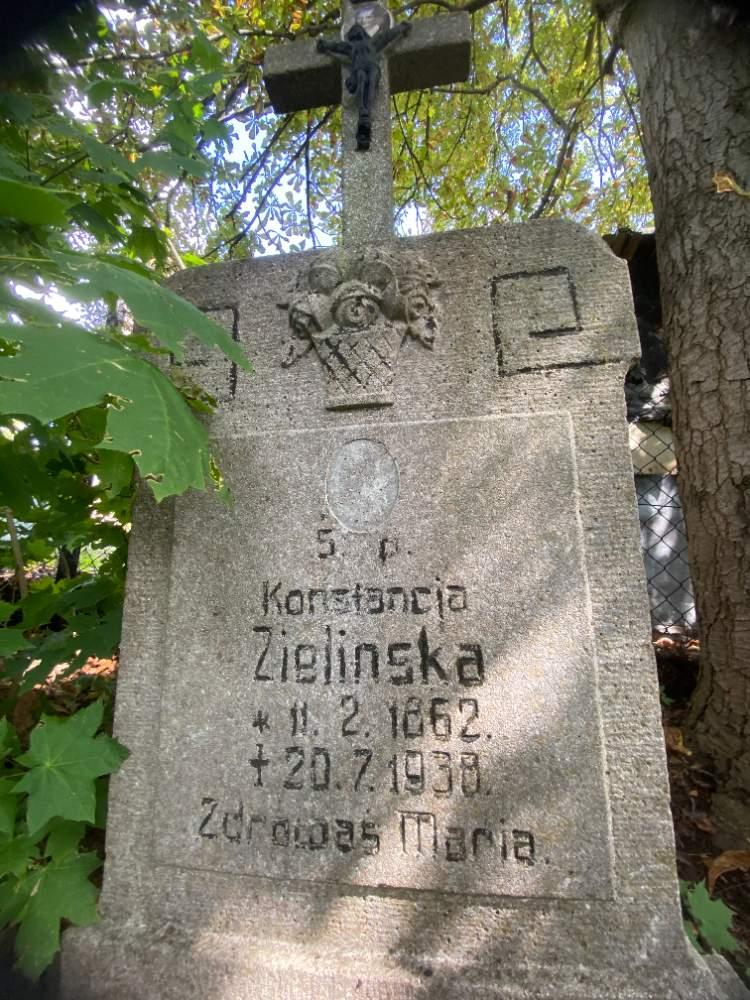 Ś. p.
Konstancja
Zielinska
* 11. 2. 1862.
† 20. 7. 1938.
Zdrowaś Maria.